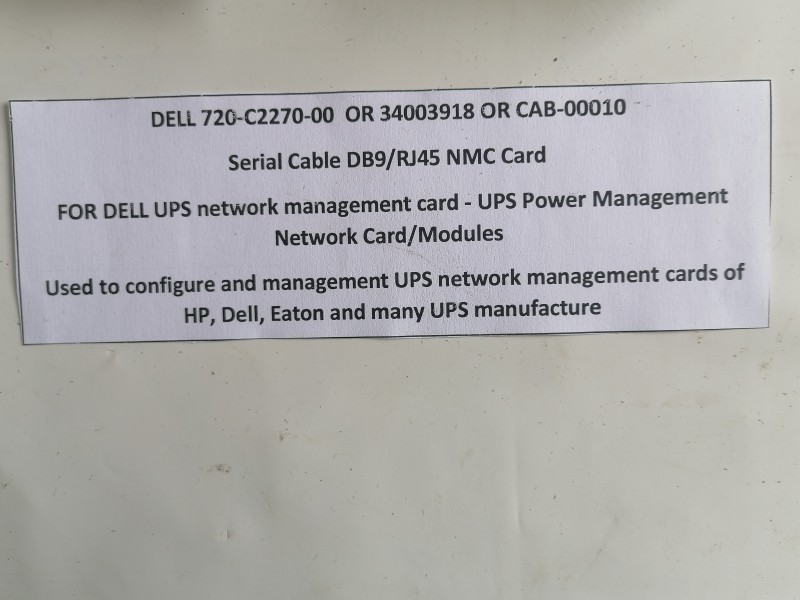 DELL 720-C2270-00 OR 34003918 OR CAB-00010
Serial Cable DB9/RJ45 NMC Card
FOR DELL UPS network management card - UPS Power Management
Network Card/Modules
Used to configure and management UPS network management cards of
HP, Dell, Eaton and many UPS manufacture